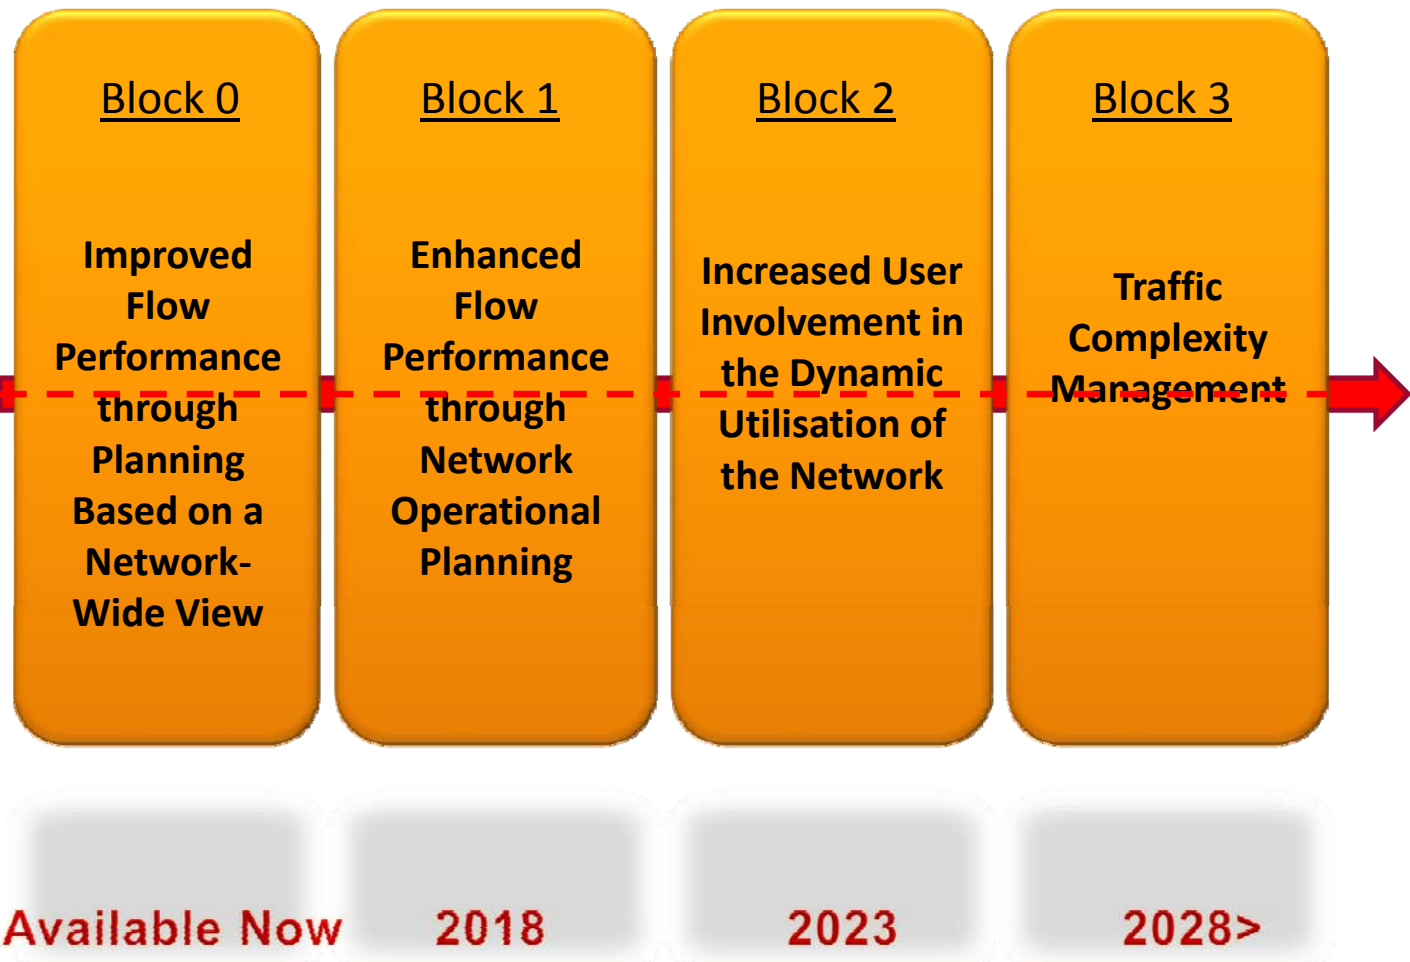 Block 0
Improved
Flow
Performance
through
Planning
Based on a
Network-
Wide View
Block 1
Enhanced
Flow
Performance
through
Network
Operational
Planning
Block 2
Increased User
Involvement in
the Dynamic
Utilisation of
the Network
Block 3
Traffic
Complexity
Management
Available Now
2018
2023
2028>